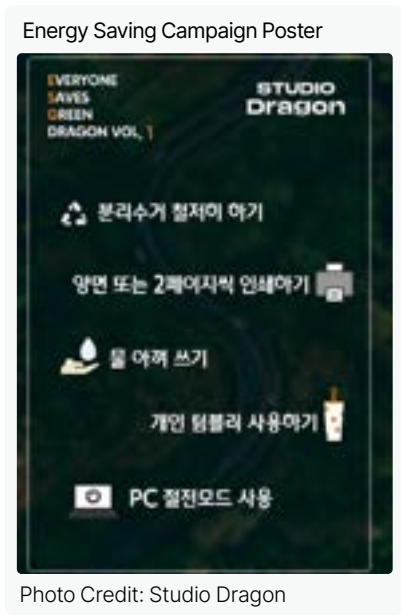 Energy Saving Campaign Poster
EVERYONE
SAVES
GREEN
DRAGON VOL, 1
STUDIO
Dragon
분리수거 철저히 하기
양면 또는 2페이지씩 인쇄하기
물 아껴 쓰기
개인 텀블러 사용하기
PC 절전모드 사용
Photo Credit: Studio Dragon